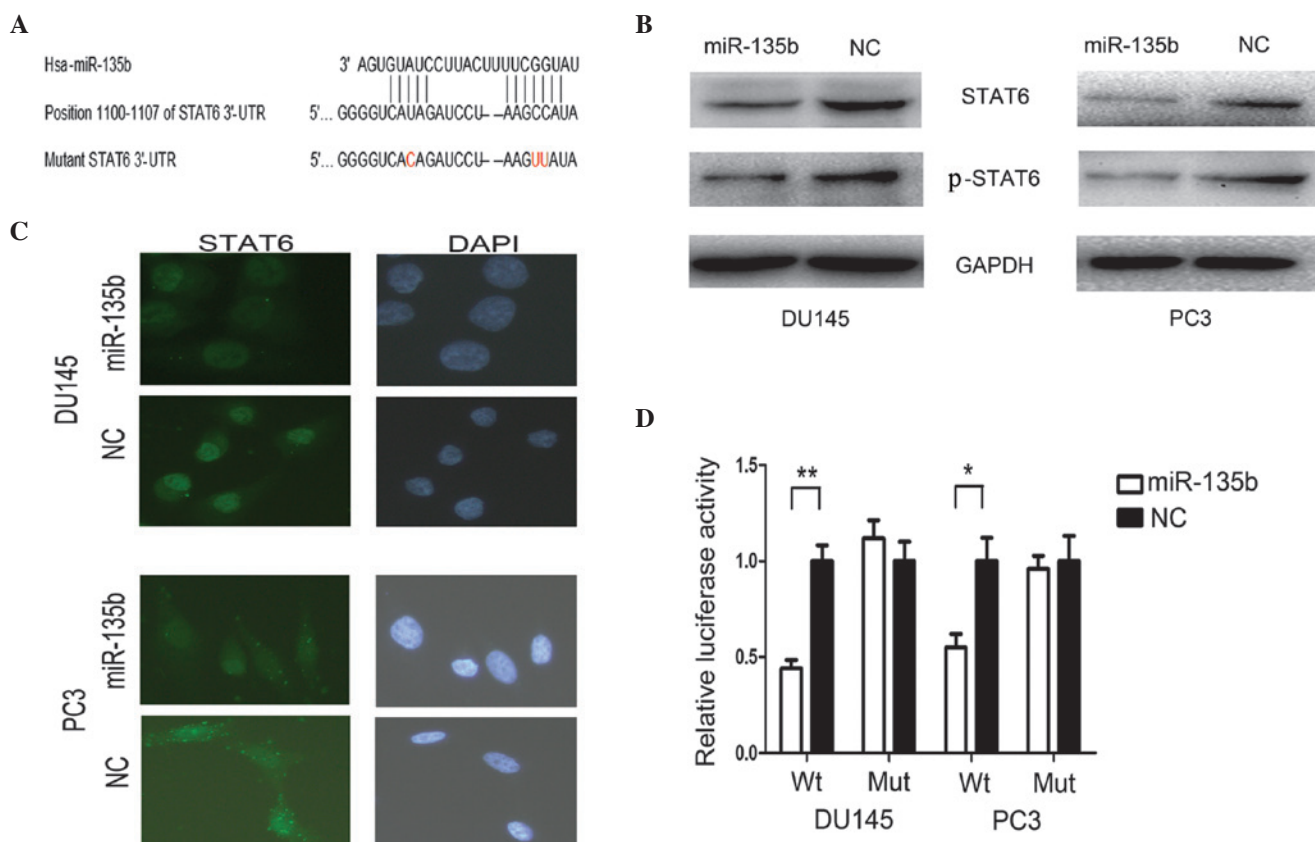 A
Hsa-miR-135b 3' AGUGUAUCCUUACUUUUCGGUAU
Position 1100-1107 of STAT6 3'-UTR 5'... GGGGUCAUAGAUCCU--AAGCCAUA
Mutant STAT6 3'-UTR 5'... GGGGUCACAGAUCCU--AAGUUAUA
B
miR-135b NC miR-135b NC
STAT6
p-STAT6
GAPDH
DU145 PC3
C
STAT6 DAPI
DU145
miR-135b
NC
PC3
miR-135b
NC
D
Relative luciferase activity
1.5
1.0
0.5
0.0
** *
miR-135b
NC
Wt Mut Wt Mut
DU145 PC3